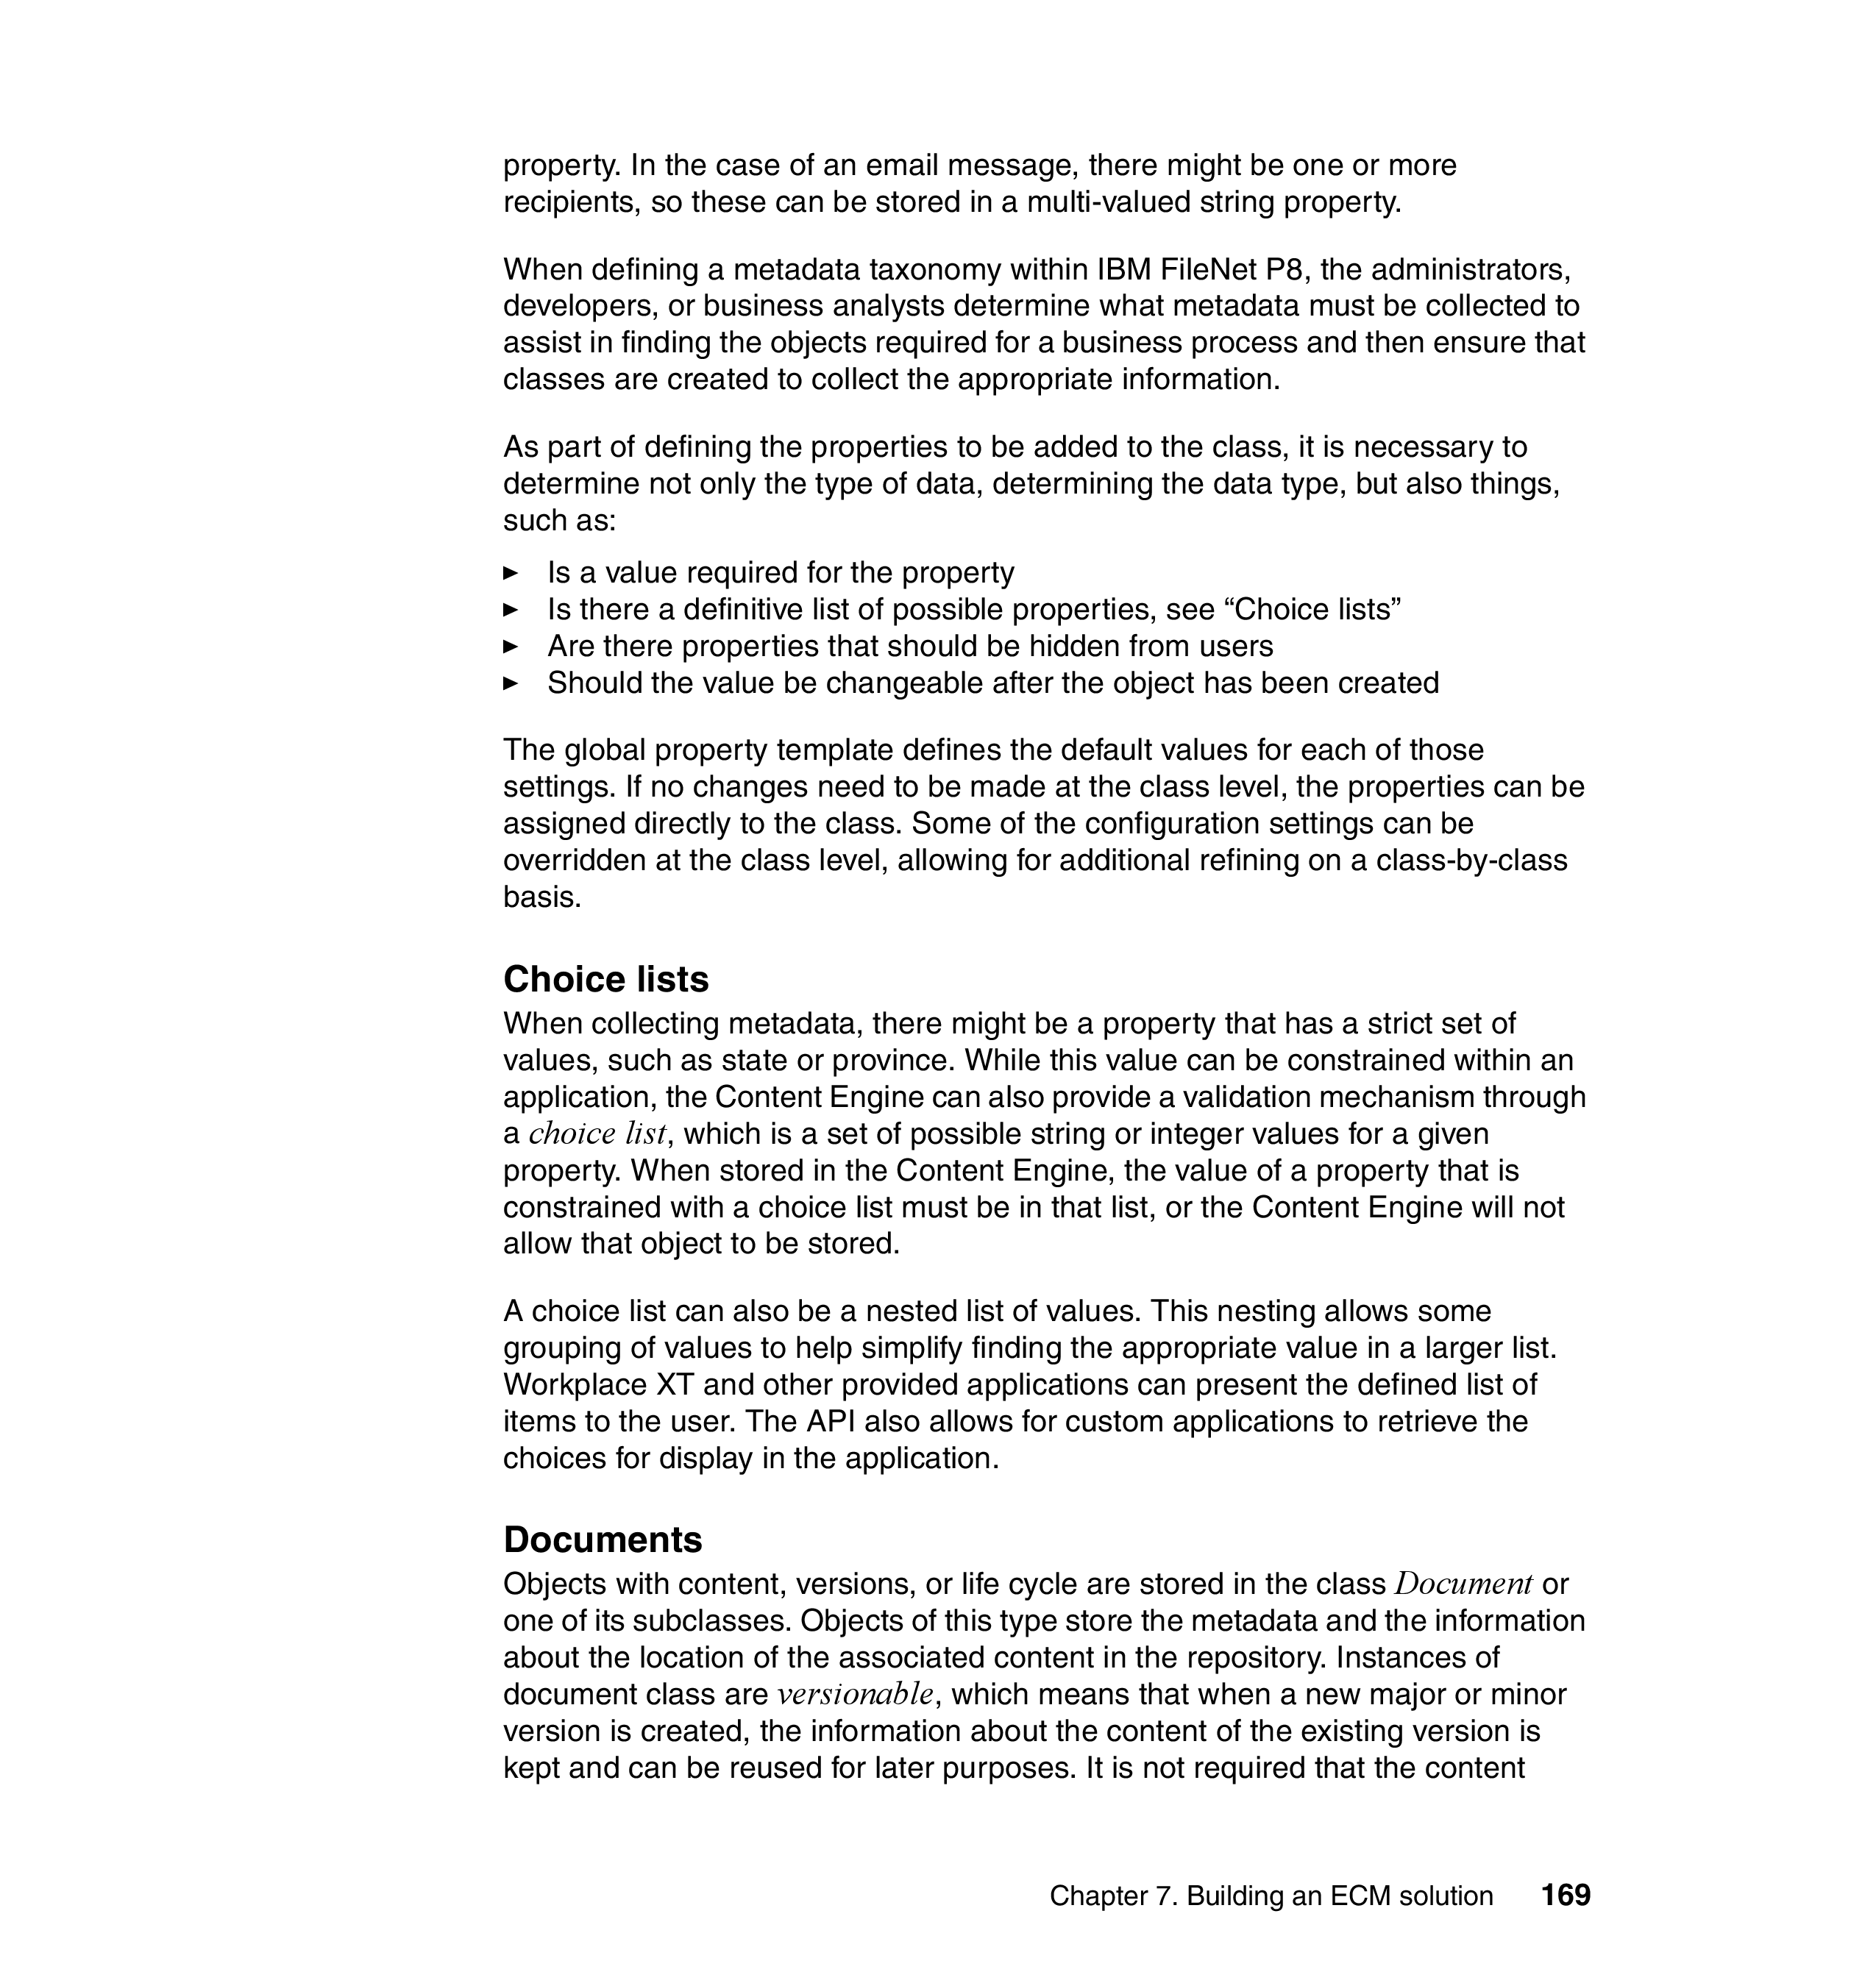 property. In the case of an email message, there might be one or more
recipients, so these can be stored in a multi-valued string property.
When defining a metadata taxonomy within IBM FileNet P8, the administrators,
developers, or business analysts determine what metadata must be collected to
assist in finding the objects required for a business process and then ensure that
classes are created to collect the appropriate information.
As part of defining the properties to be added to the class, it is necessary to
determine not only the type of data, determining the data type, but also things,
such as:
► Is a value required for the property
► Is there a definitive list of possible properties, see “Choice lists”
► Are there properties that should be hidden from users
► Should the value be changeable after the object has been created
The global property template defines the default values for each of those
settings. If no changes need to be made at the class level, the properties can be
assigned directly to the class. Some of the configuration settings can be
overridden at the class level, allowing for additional refining on a class-by-class
basis.
Choice lists
When collecting metadata, there might be a property that has a strict set of
values, such as state or province. While this value can be constrained within an
application, the Content Engine can also provide a validation mechanism through
a choice list, which is a set of possible string or integer values for a given
property. When stored in the Content Engine, the value of a property that is
constrained with a choice list must be in that list, or the Content Engine will not
allow that object to be stored.
A choice list can also be a nested list of values. This nesting allows some
grouping of values to help simplify finding the appropriate value in a larger list.
Workplace XT and other provided applications can present the defined list of
items to the user. The API also allows for custom applications to retrieve the
choices for display in the application.
Documents
Objects with content, versions, or life cycle are stored in the class Document or
one of its subclasses. Objects of this type store the metadata and the information
about the location of the associated content in the repository. Instances of
document class are versionable, which means that when a new major or minor
version is created, the information about the content of the existing version is
kept and can be reused for later purposes. It is not required that the content
Chapter 7. Building an ECM solution 169